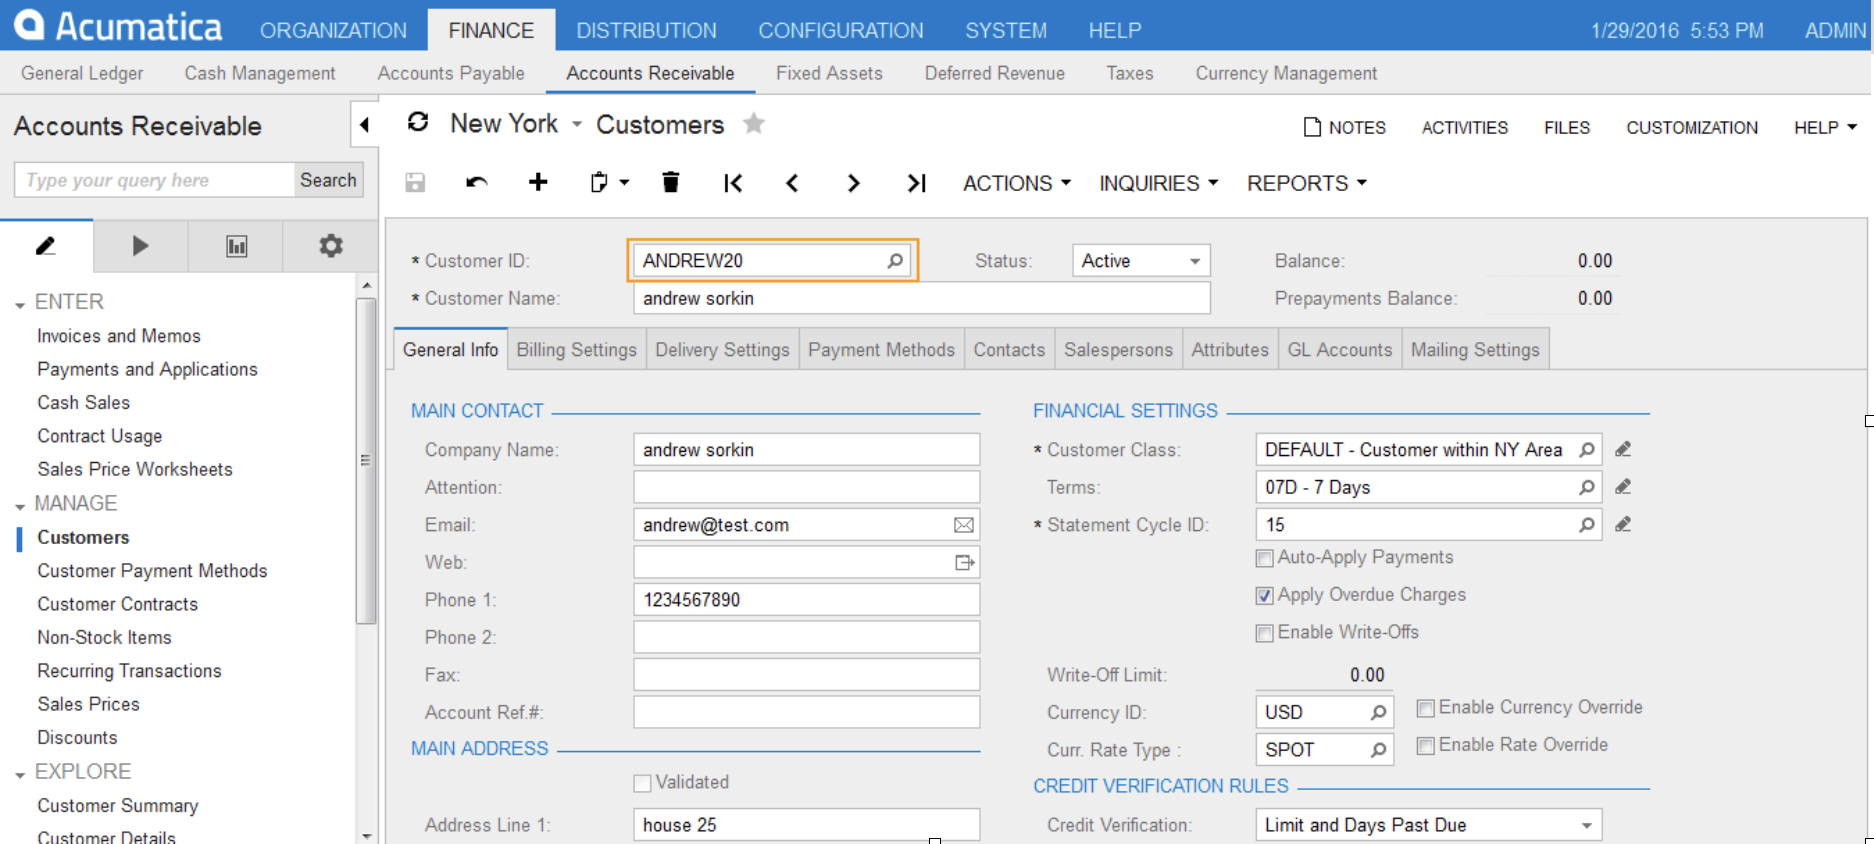 Acumatica ORGANIZATION FINANCE DISTRIBUTION CONFIGURATION SYSTEM HELP 1/29/2016 5:53 PM ADMIN
General Ledger Cash Management Accounts Payable Accounts Receivable Fixed Assets Deferred Revenue Taxes Currency Management
Accounts Receivable
Type your query here Search
ENTER
Invoices and Memos
Payments and Applications
Cash Sales
Contract Usage
Sales Price Worksheets
MANAGE
Customers
Customer Payment Methods
Customer Contracts
Non-Stock Items
Recurring Transactions
Sales Prices
Discounts
EXPLORE
Customer Summary
Customer Details
New York Customers NOTES ACTIVITIES FILES CUSTOMIZATION HELP
ACTIONS INQUIRIES REPORTS
* Customer ID: ANDREW20 Status: Active Balance: 0.00
* Customer Name: andrew sorkin Prepayments Balance: 0.00
General Info Billing Settings Delivery Settings Payment Methods Contacts Salespersons Attributes GL Accounts Mailing Settings
MAIN CONTACT
Company Name: andrew sorkin
Attention:
Email: andrew@test.com
Web:
Phone 1: 1234567890
Phone 2:
Fax:
Account Ref.#:
MAIN ADDRESS
Validated
Address Line 1: house 25
FINANCIAL SETTINGS
* Customer Class: DEFAULT - Customer within NY Area
Terms: 07D - 7 Days
* Statement Cycle ID: 15
Auto-Apply Payments
Apply Overdue Charges
Enable Write-Offs
Write-Off Limit: 0.00
Currency ID: USD Enable Currency Override
Curr. Rate Type : SPOT Enable Rate Override
CREDIT VERIFICATION RULES
Credit Verification: Limit and Days Past Due